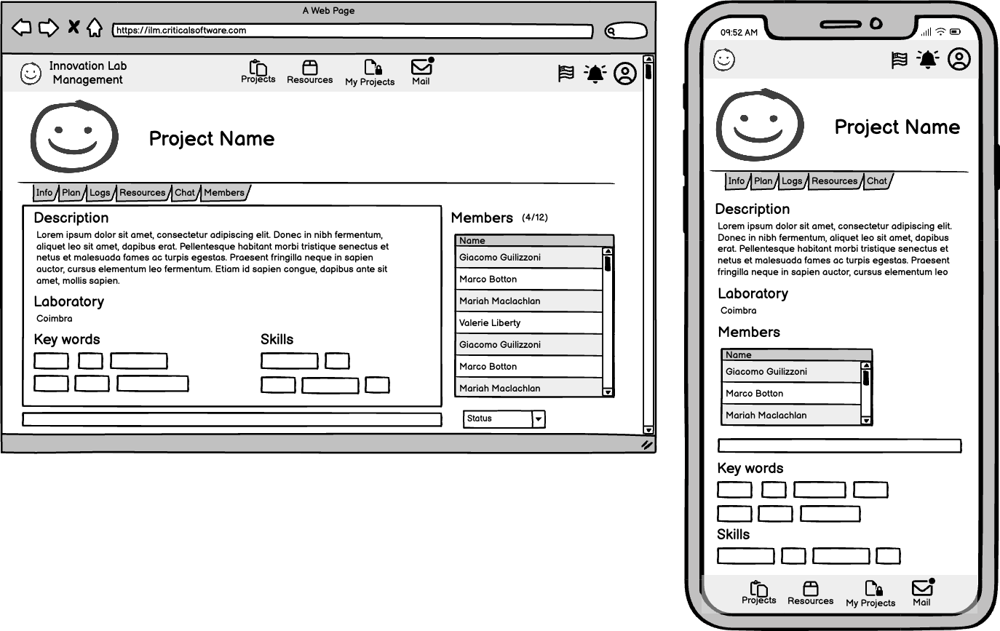 A Web Page
https://ilm.criticalsoftware.com
Innovation Lab
Management
Projects
Resources
My Projects
Mail
Project Name
Info
Plan
Logs
Resources
Chat
Members
Description
Lorem ipsum dolor sit amet, consectetur adipiscing elit. Donec in nibh fermentum,
aliquet leo sit amet, dapibus erat. Pellentesque habitant morbi tristique senectus et
netus et malesuada fames ac turpis egestas. Praesent fringilla neque in sapien
auctor, cursus elementum leo fermentum. Etiam id sapien congue, dapibus ante sit
amet, mollis sapien.
Laboratory
Coimbra
Key words
Skills
Members (4/12)
Name
Giacomo Guilizzoni
Marco Botton
Mariah Maclachlan
Valerie Liberty
Giacomo Guilizzoni
Marco Botton
Mariah Maclachlan
Status
09:52 AM
Project Name
Info
Plan
Logs
Resources
Chat
Description
Lorem ipsum dolor sit amet, consectetur adipiscing elit.
Donec in nibh fermentum, aliquet leo sit amet, dapibus
erat. Pellentesque habitant morbi tristique senectus et
netus et malesuada fames ac turpis egestas. Praesent
fringilla neque in sapien auctor, cursus elementum leo
Laboratory
Coimbra
Members
Name
Giacomo Guilizzoni
Marco Botton
Mariah Maclachlan
Key words
Skills
Projects
Resources
My Projects
Mail